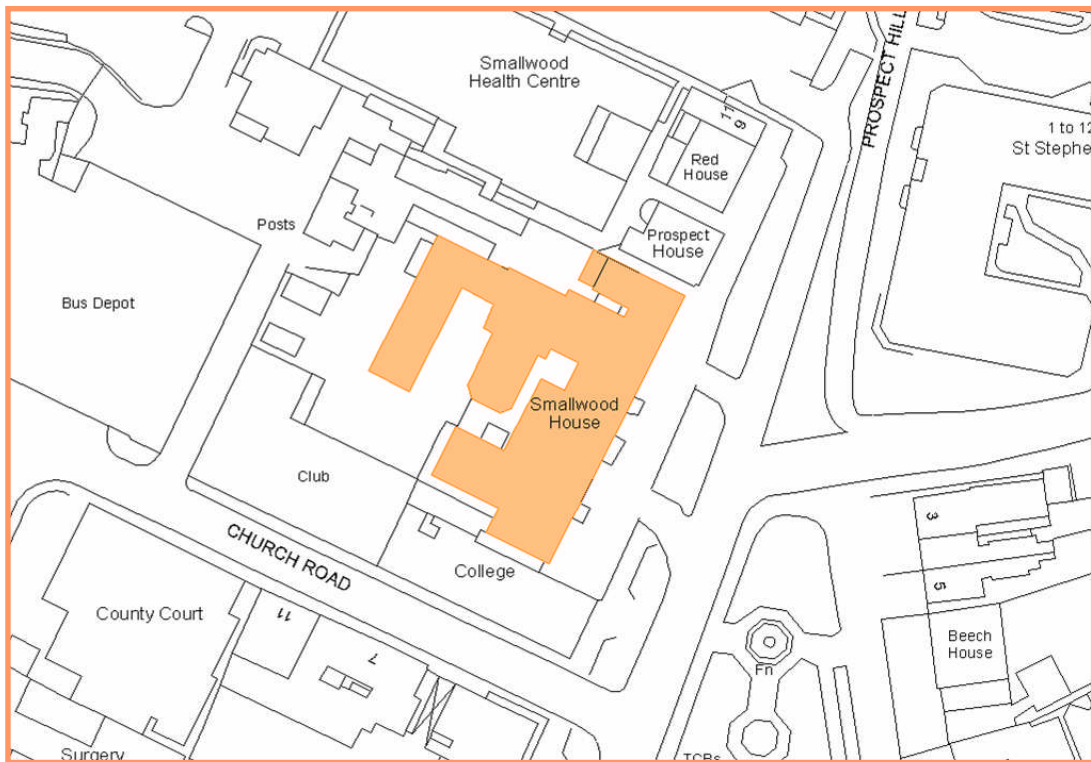 Smallwood
Health Centre
PROSPECT HILL
11
9
1 to 12
St Stephe
Red
House
Posts
Prospect
House
Bus Depot
Smallwood
House
Club
CHURCH ROAD
College
3
5
County Court
11
7
Beech
House
Fn
Surgery
TCBs